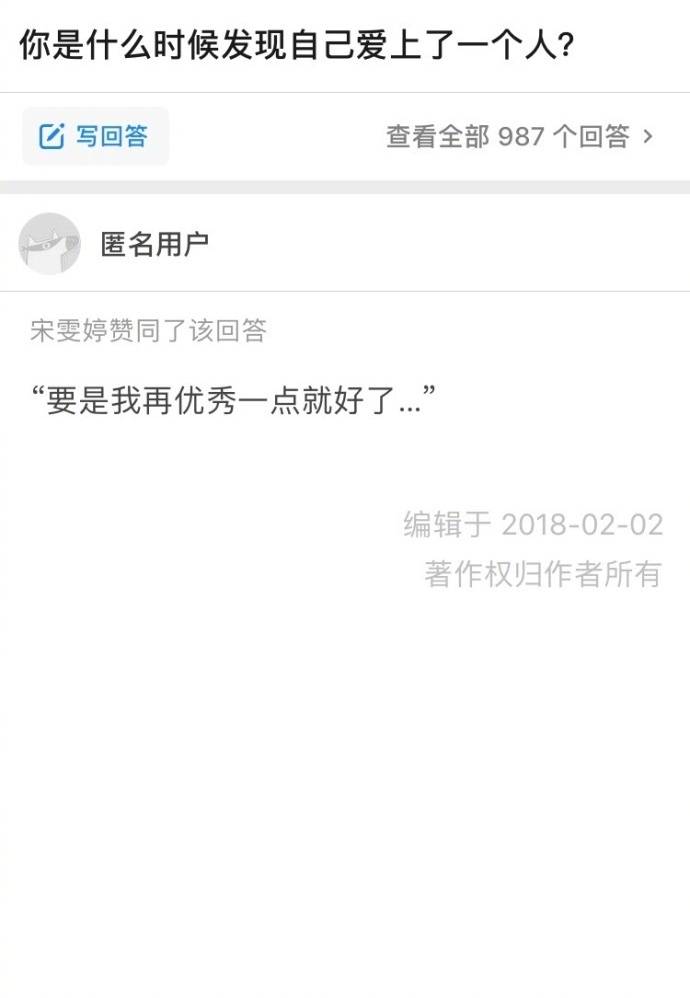 你是什么时候发现自己爱上了一个人?
写回答
查看全部 987 个回答 >
匿名用户
宋雯婷赞同了该回答
“要是我再优秀一点就好了...”
编辑于 2018-02-02
著作权归作者所有